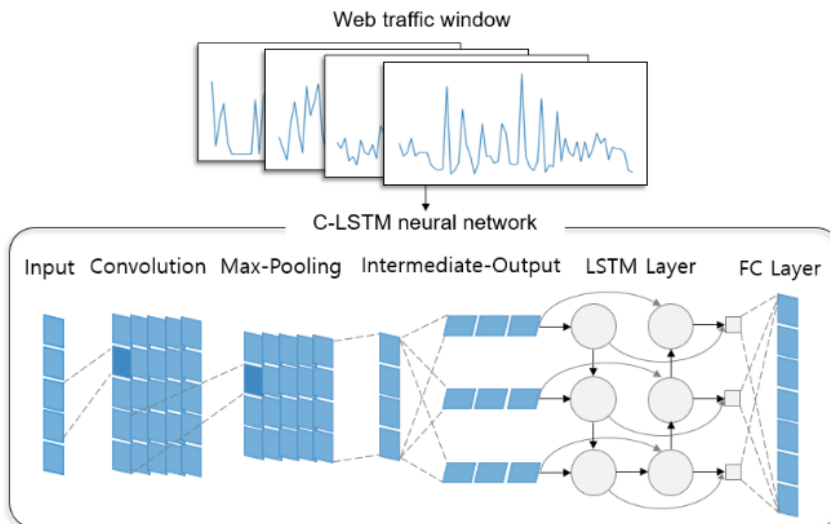 Web traffic window
C-LSTM neural network
Input Convolution Max-Pooling Intermediate-Output LSTM Layer FC Layer